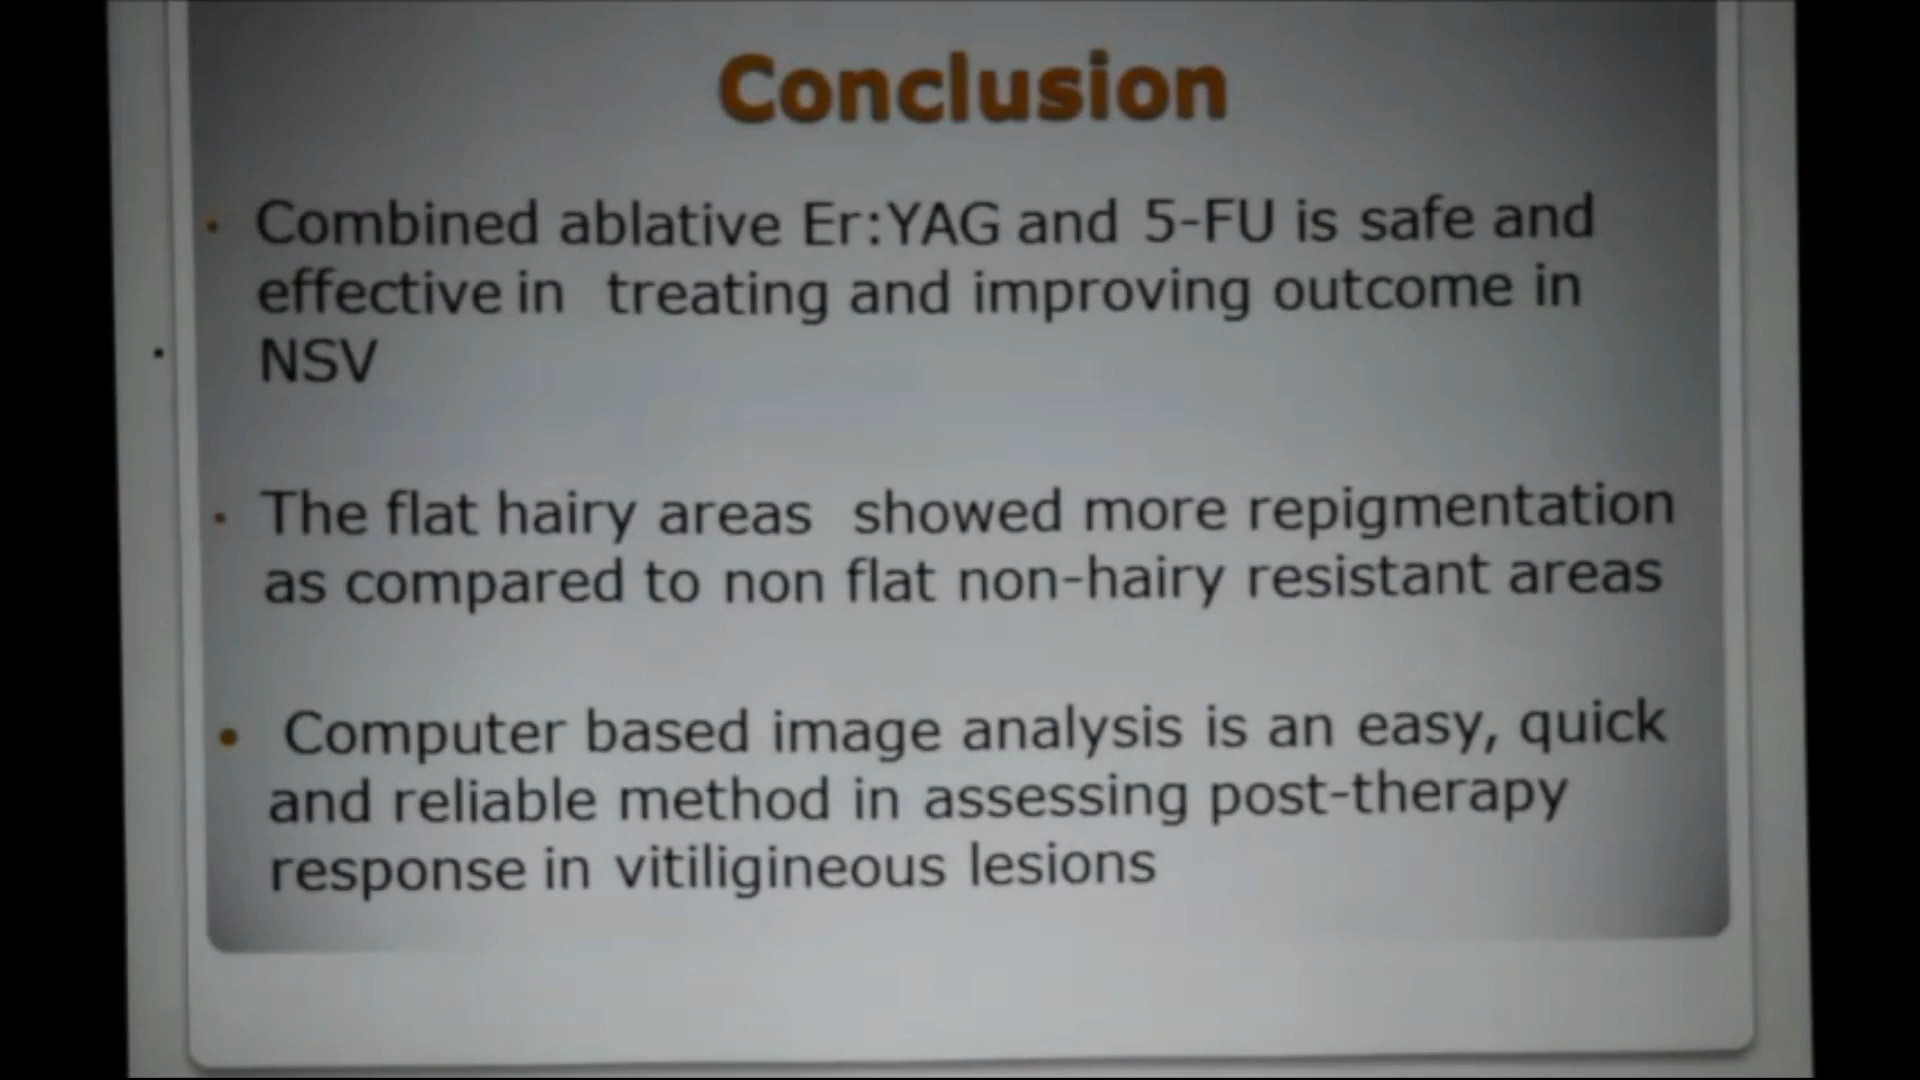 Conclusion
Combined ablative Er:YAG and 5-FU is safe and
effective in treating and improving outcome in
NSV
The flat hairy areas showed more repigmentation
as compared to non flat non-hairy resistant areas
Computer based image analysis is an easy, quick
and reliable method in assessing post-therapy
response in vitiligineous lesions